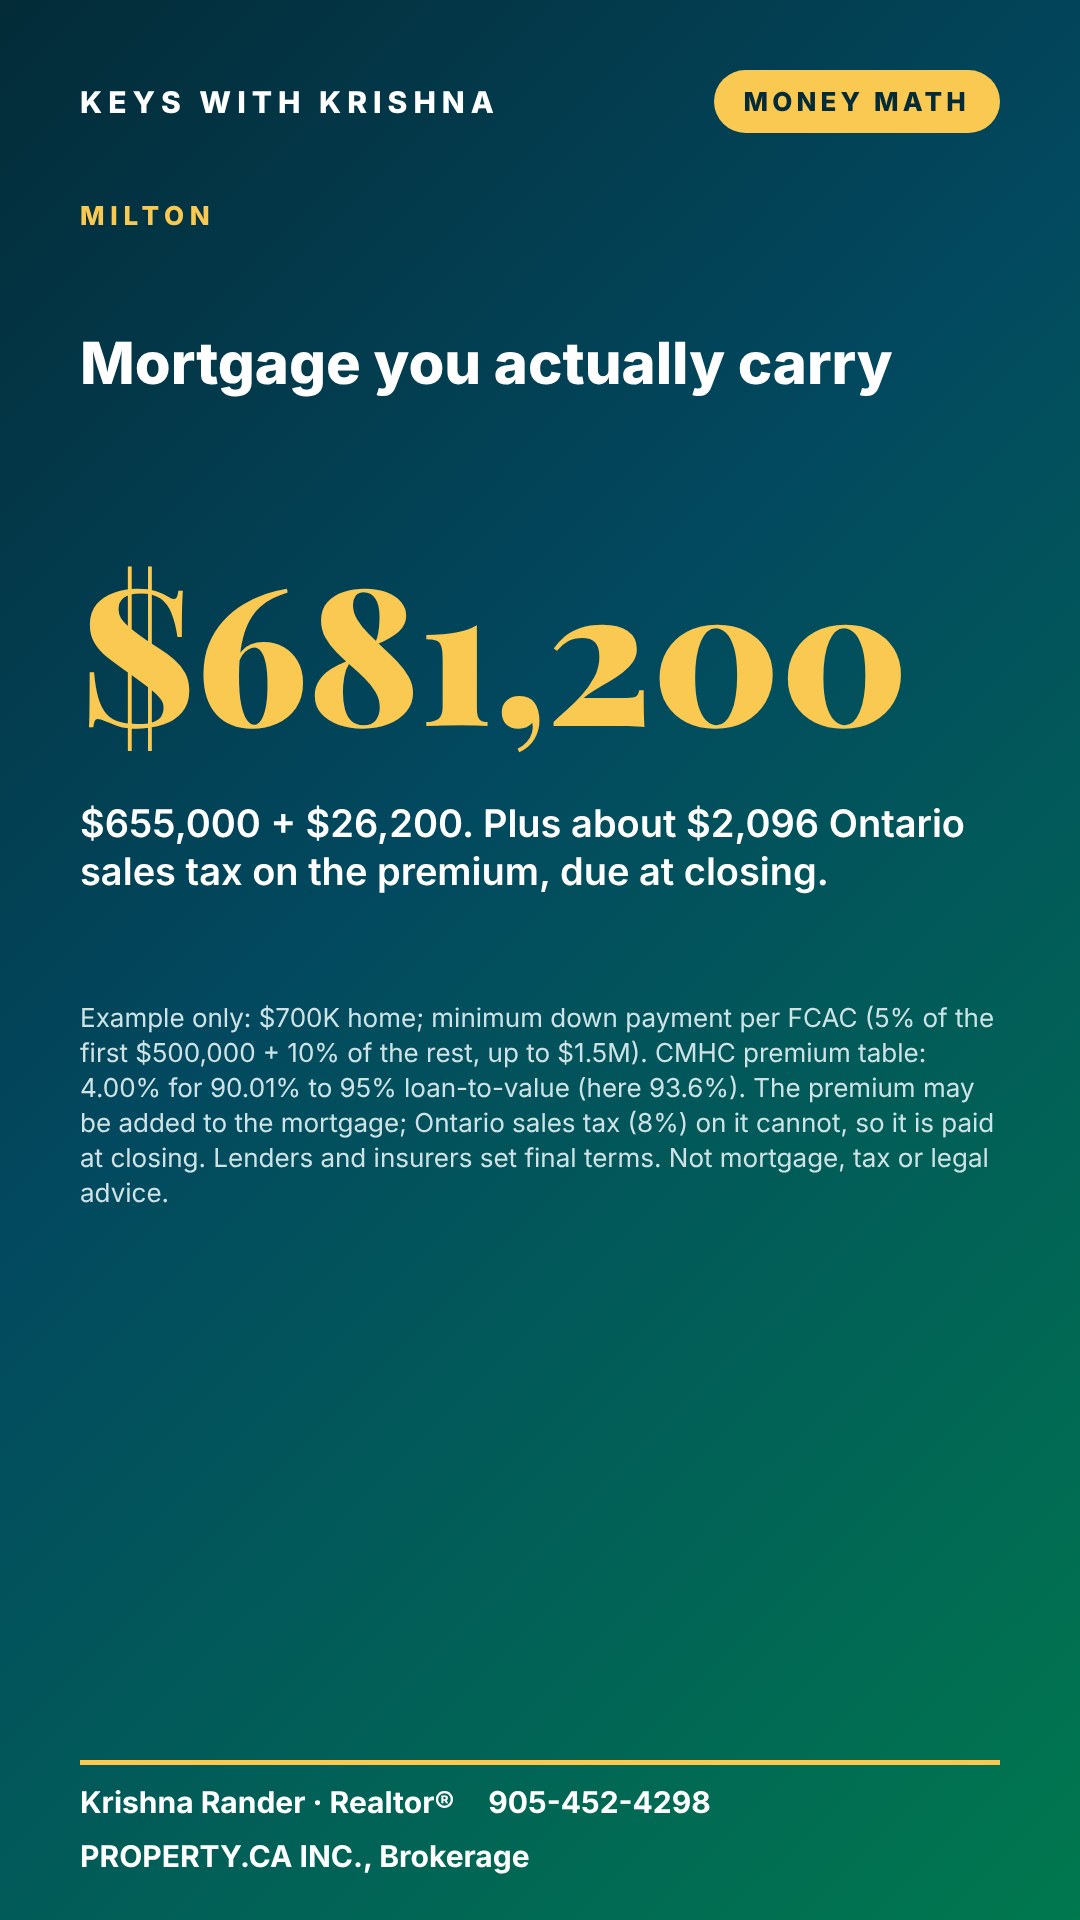 KEYS WITH KRISHNA
MONEY MATH
MILTON
Mortgage you actually carry
$681,200
$655,000 + $26,200. Plus about $2,096 Ontario
sales tax on the premium, due at closing.
Example only: $700K home; minimum down payment per FCAC (5% of the
first $500,000 + 10% of the rest, up to $1.5M). CMHC premium table:
4.00% for 90.01% to 95% loan-to-value (here 93.6%). The premium may
be added to the mortgage; Ontario sales tax (8%) on it cannot, so it is paid
at closing. Lenders and insurers set final terms. Not mortgage, tax or legal
advice.
Krishna Rander · Realtor® 905-452-4298
PROPERTY.CA INC., Brokerage